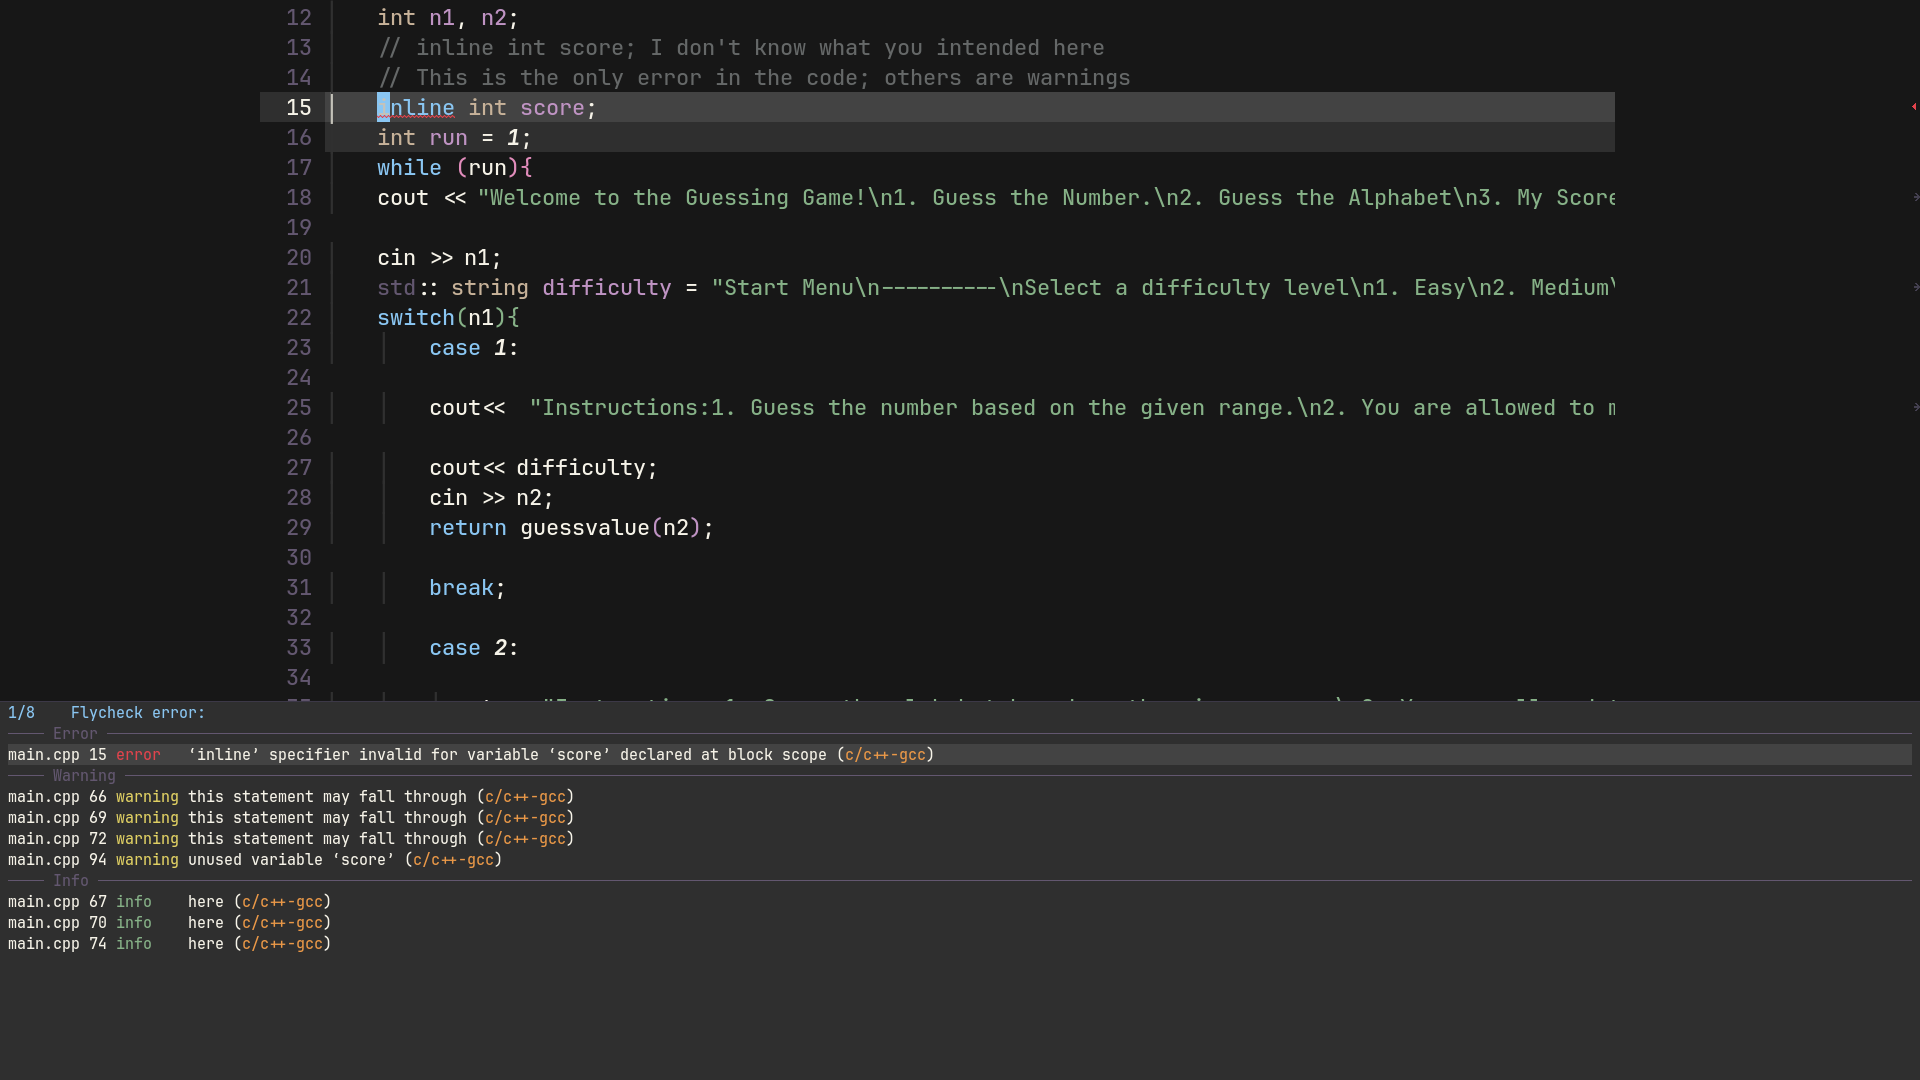 12 int n1, n2;
13 // inline int score; I don't know what you intended here
14 // This is the only error in the code; others are warnings
15 inline int score;
16 int run = 1;
17 while (run){
18 cout << "Welcome to the Guessing Game!\n1. Guess the Number.\n2. Guess the Alphabet\n3. My Score
19
20 cin >> n1;
21 std:: string difficulty = "Start Menu\n----------\nSelect a difficulty level\n1. Easy\n2. Medium\
22 switch(n1){
23 case 1:
24
25 cout<<  "Instructions:1. Guess the number based on the given range.\n2. You are allowed to m
26
27 cout<< difficulty;
28 cin >> n2;
29 return guessvalue(n2);
30
31 break;
32
33 case 2:
34
1/8 Flycheck error:
Error
main.cpp 15 error ‘inline’ specifier invalid for variable ‘score’ declared at block scope (c/c++-gcc)
Warning
main.cpp 66 warning this statement may fall through (c/c++-gcc)
main.cpp 69 warning this statement may fall through (c/c++-gcc)
main.cpp 72 warning this statement may fall through (c/c++-gcc)
main.cpp 94 warning unused variable ‘score’ (c/c++-gcc)
Info
main.cpp 67 info here (c/c++-gcc)
main.cpp 70 info here (c/c++-gcc)
main.cpp 74 info here (c/c++-gcc)